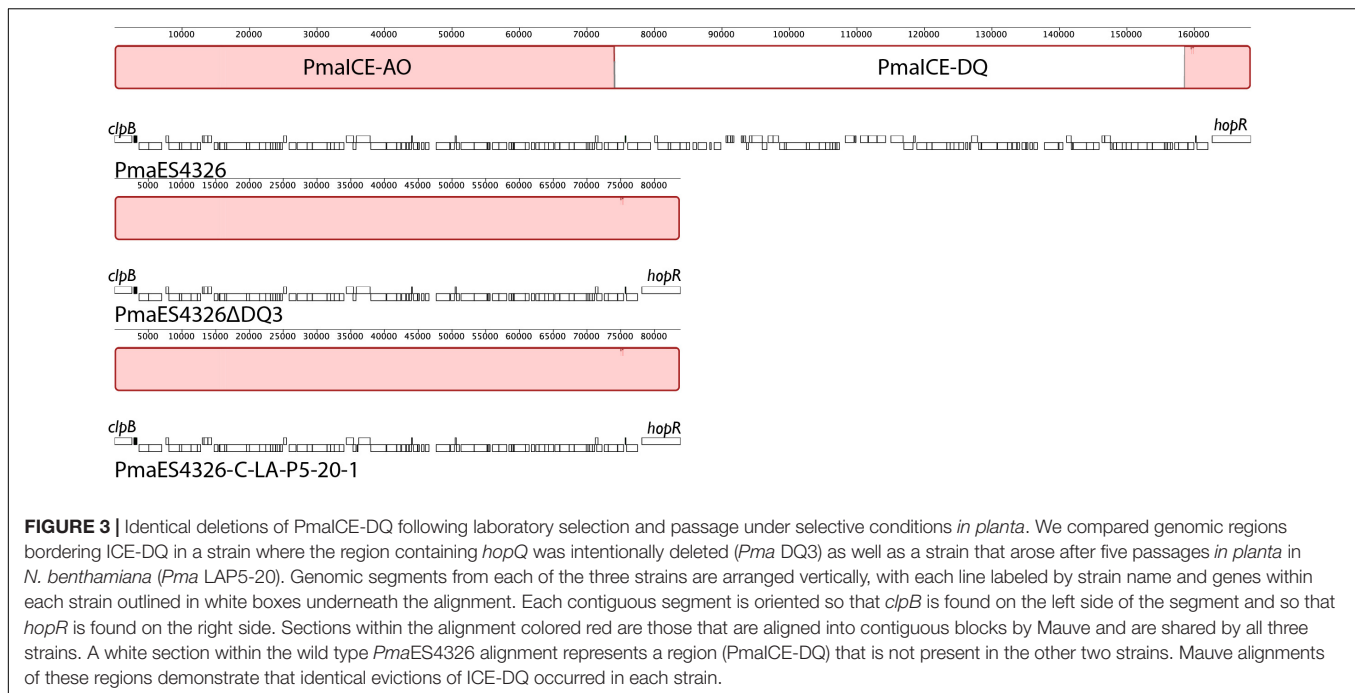 10000 20000 30000 40000 50000 60000 70000 80000 90000 100000 110000 120000 130000 140000 150000 160000
PmaICE-AO PmaICE-DQ
clpB hopR
PmaES4326
5000 10000 15000 20000 25000 30000 35000 40000 45000 50000 55000 60000 65000 70000 75000 80000
clpB hopR
PmaES4326ΔDQ3
5000 10000 15000 20000 25000 30000 35000 40000 45000 50000 55000 60000 65000 70000 75000 80000
clpB hopR
PmaES4326-C-LA-P5-20-1
FIGURE 3 | Identical deletions of PmaICE-DQ following laboratory selection and passage under selective conditions in planta. We compared genomic regions
bordering ICE-DQ in a strain where the region containing hopQ was intentionally deleted (Pma DQ3) as well as a strain that arose after five passages in planta in
N. benthamiana (Pma LAP5-20). Genomic segments from each of the three strains are arranged vertically, with each line labeled by strain name and genes within
each strain outlined in white boxes underneath the alignment. Each contiguous segment is oriented so that clpB is found on the left side of the segment and so that
hopR is found on the right side. Sections within the alignment colored red are those that are aligned into contiguous blocks by Mauve and are shared by all three
strains. A white section within the wild type PmaES4326 alignment represents a region (PmaICE-DQ) that is not present in the other two strains. Mauve alignments
of these regions demonstrate that identical evictions of ICE-DQ occurred in each strain.